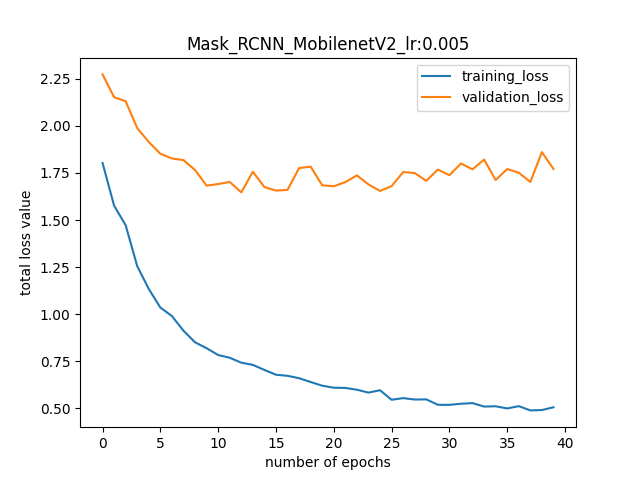 Mask_RCNN_MobilenetV2_lr:0.005
training_loss
validation_loss
total loss value
2.25
2.00
1.75
1.50
1.25
1.00
0.75
0.50
0 5 10 15 20 25 30 35 40
number of epochs